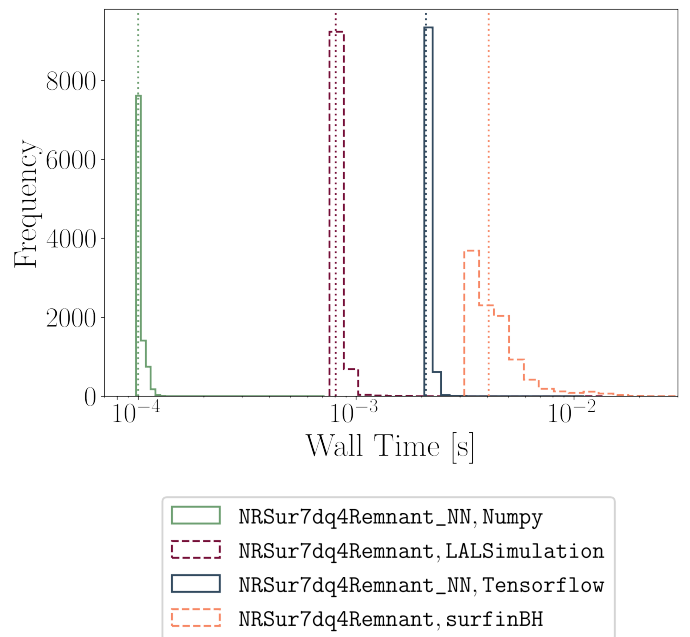 8000
6000
4000
2000
0
Frequency
10⁻⁴
10⁻³
10⁻²
Wall Time [s]
NRSur7dq4Remnant_NN, Numpy
NRSur7dq4Remnant, LALSimulation
NRSur7dq4Remnant_NN, Tensorflow
NRSur7dq4Remnant, surfinBH